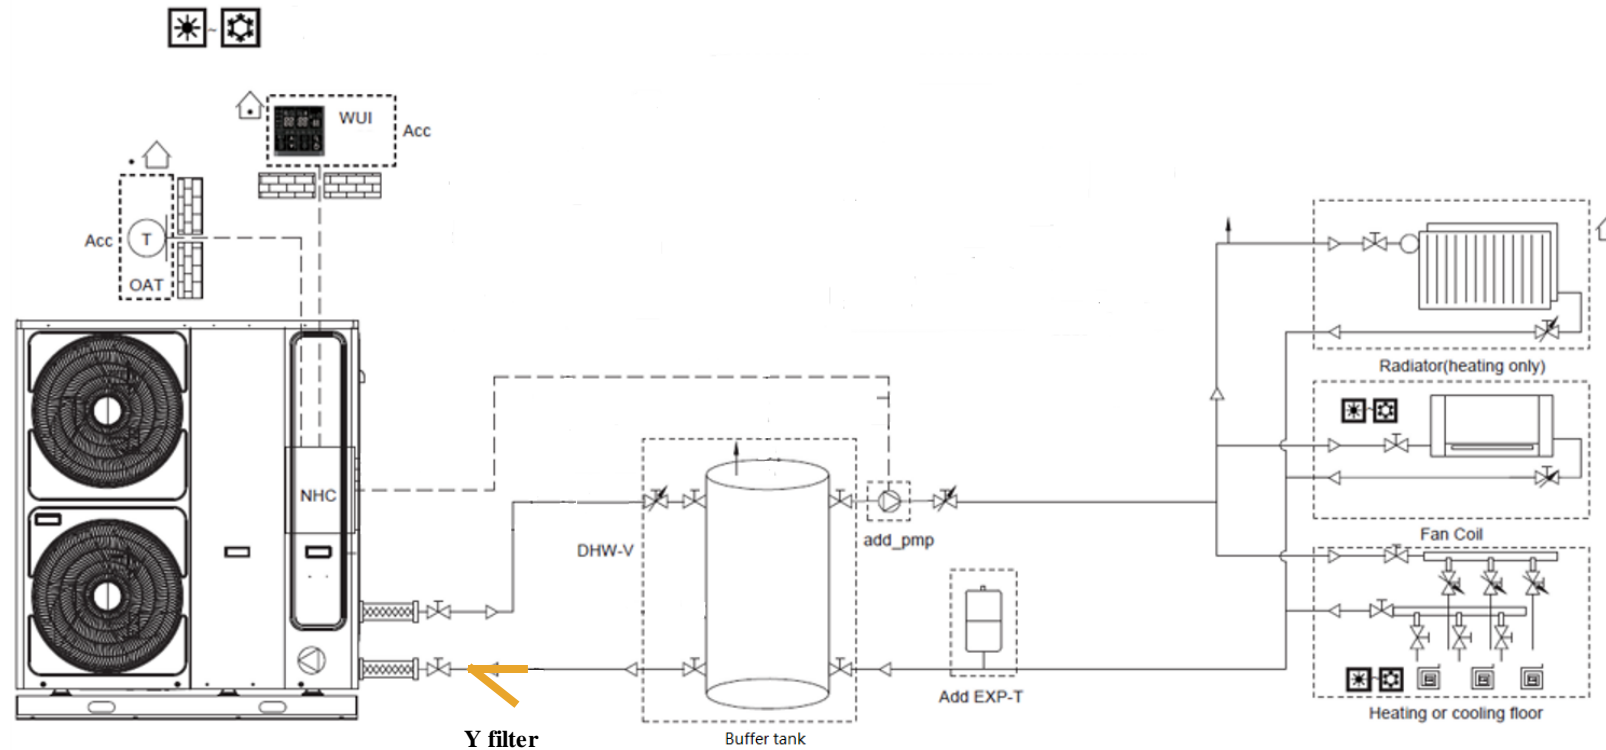 WUI
Acc
Acc
T
OAT
NHC
Radiator(heating only)
DHW-V
add_pmp
Fan Coil
Add EXP-T
Heating or cooling floor
Y filter
Buffer tank